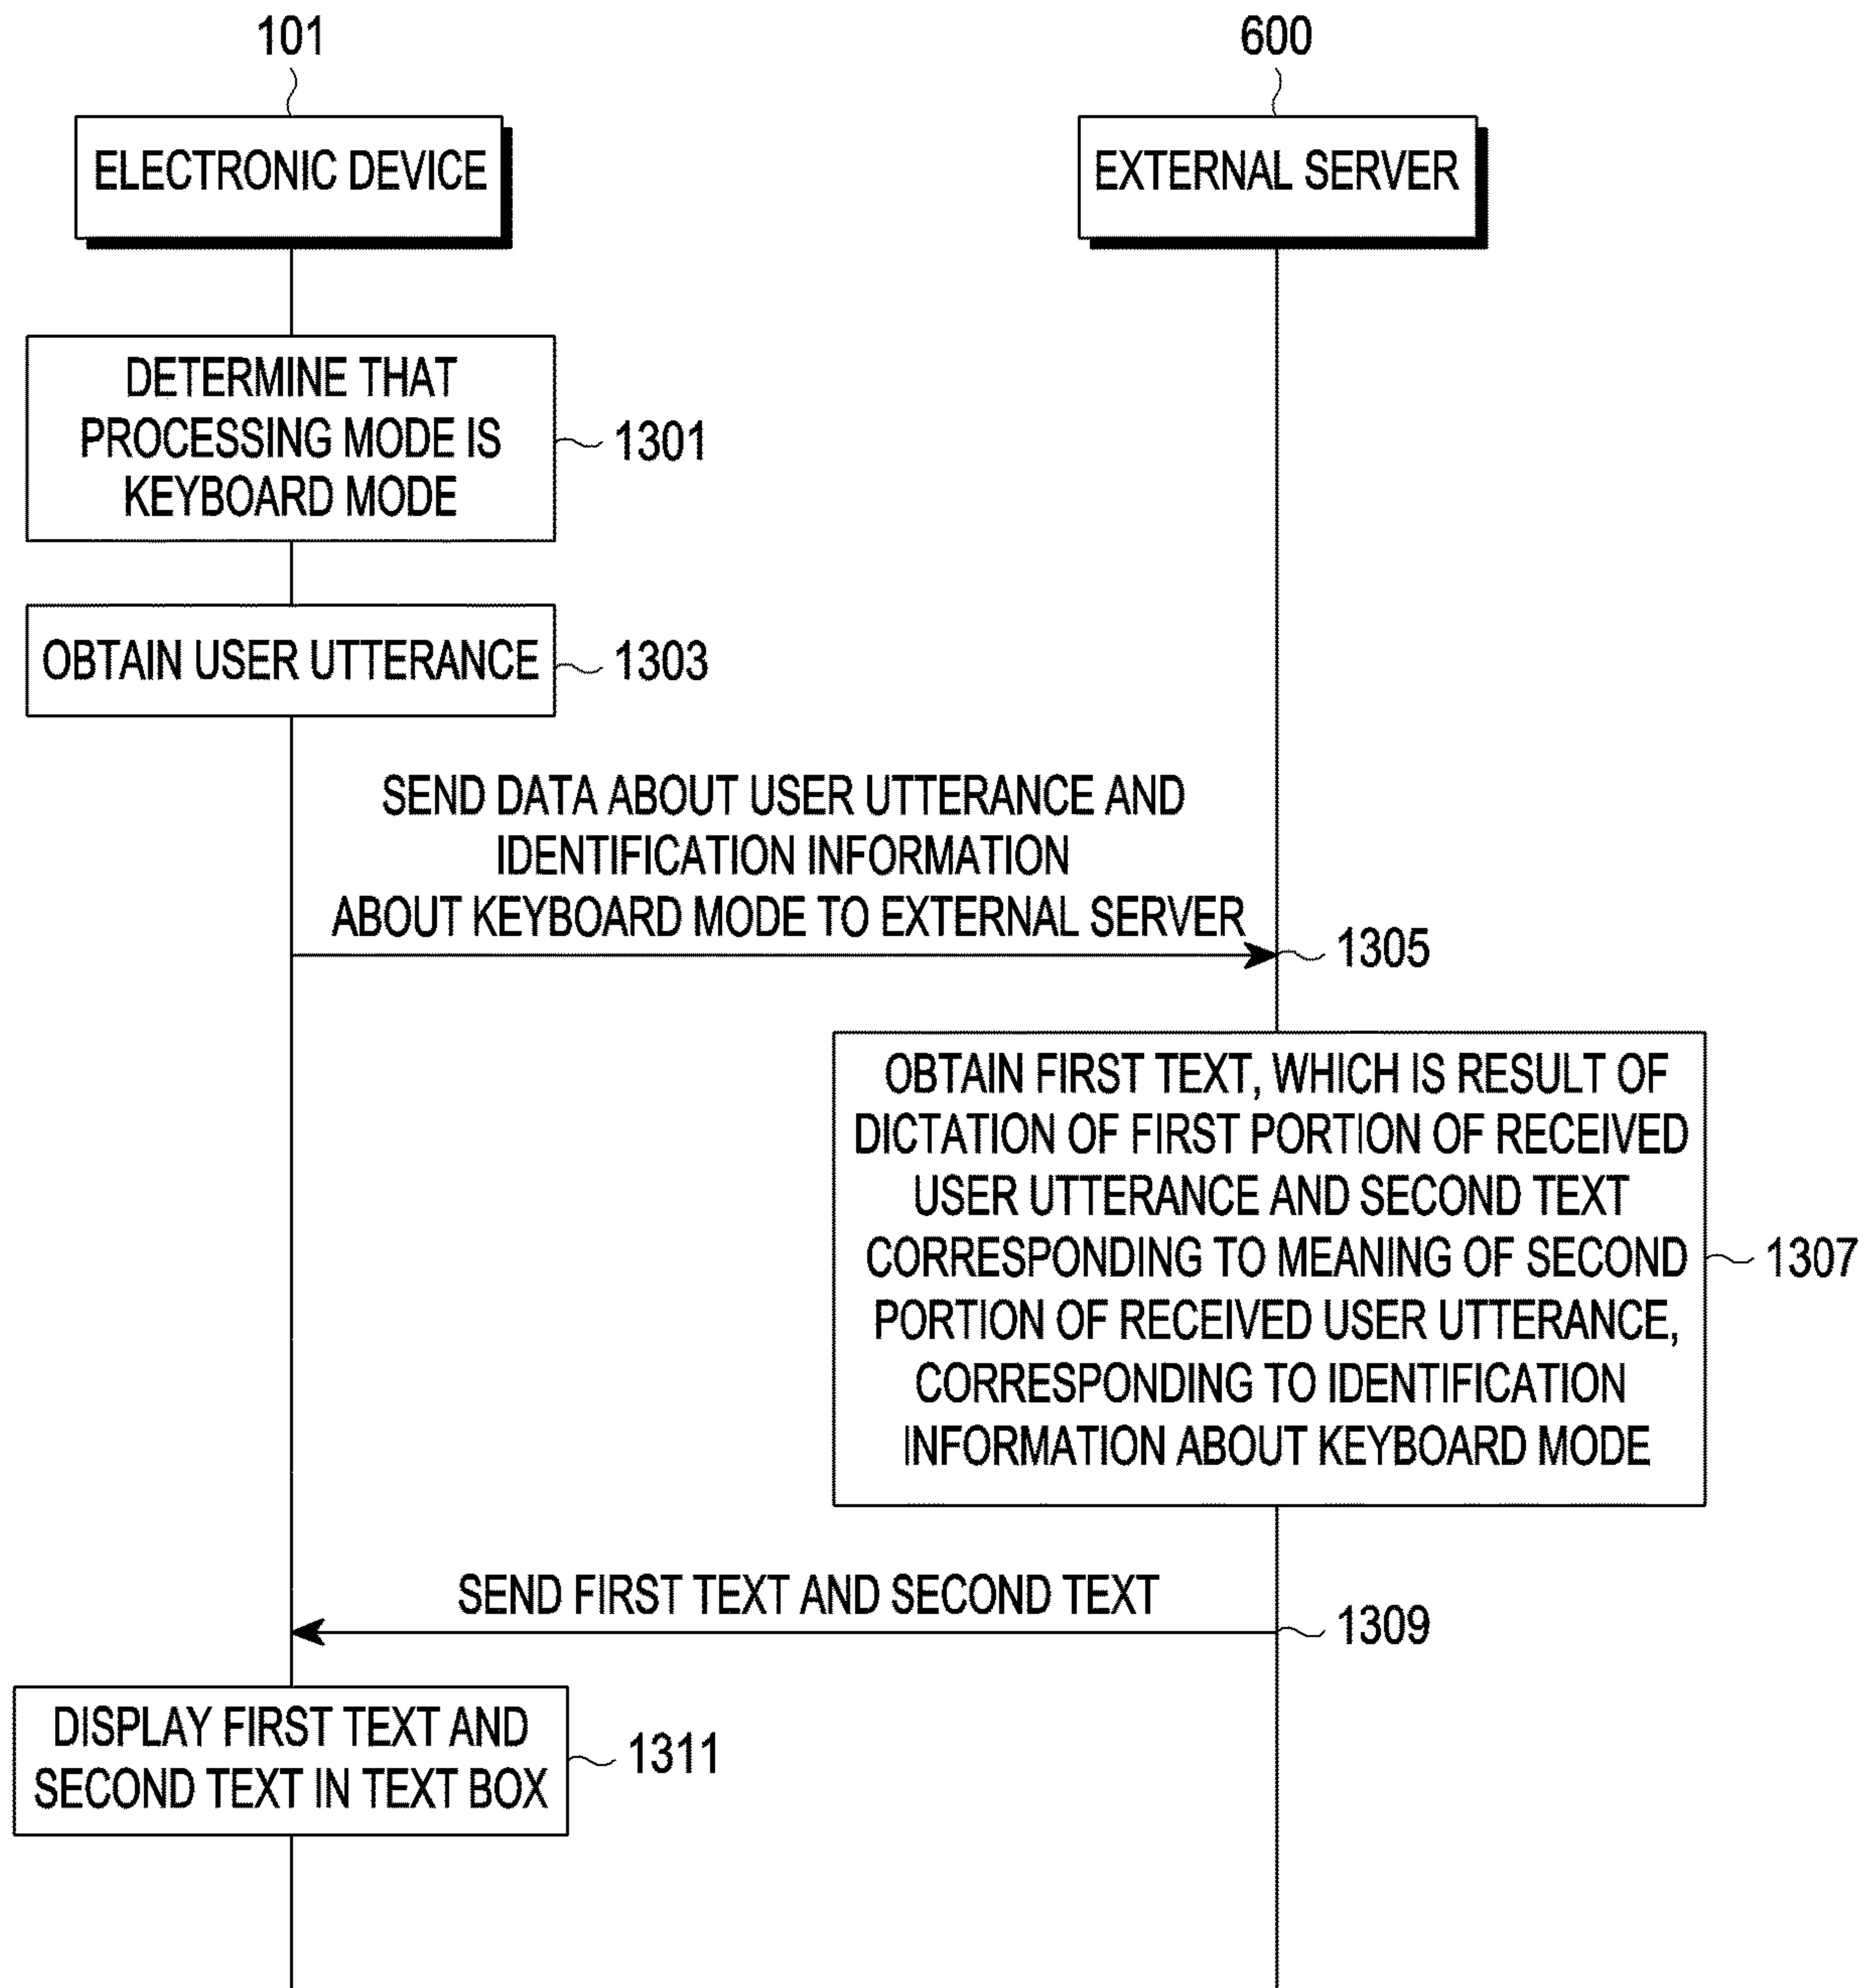 101
600
ELECTRONIC DEVICE
EXTERNAL SERVER
DETERMINE THAT
PROCESSING MODE IS
KEYBOARD MODE
1301
OBTAIN USER UTTERANCE
1303
SEND DATA ABOUT USER UTTERANCE AND
IDENTIFICATION INFORMATION
ABOUT KEYBOARD MODE TO EXTERNAL SERVER
1305
OBTAIN FIRST TEXT, WHICH IS RESULT OF
DICTATION OF FIRST PORTION OF RECEIVED
USER UTTERANCE AND SECOND TEXT
CORRESPONDING TO MEANING OF SECOND
PORTION OF RECEIVED USER UTTERANCE,
CORRESPONDING TO IDENTIFICATION
INFORMATION ABOUT KEYBOARD MODE
1307
SEND FIRST TEXT AND SECOND TEXT
1309
DISPLAY FIRST TEXT AND
SECOND TEXT IN TEXT BOX
1311